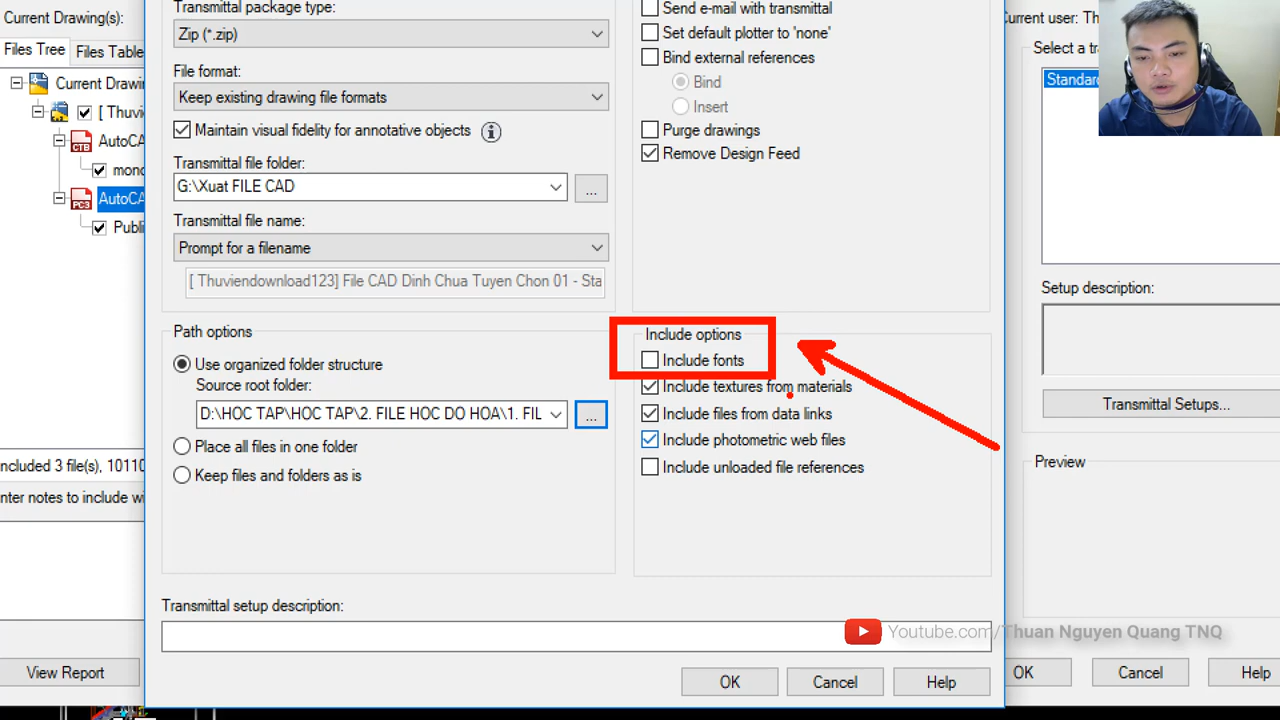 Current Drawing(s):
Files Tree
Files Table
Current Drawin
[ Thuvi
AutoCA
mono
AutoCA
Publi
ncluded 3 file(s), 10110
nter notes to include wi
View Report
Transmittal package type:
Zip (*.zip)
File format:
Keep existing drawing file formats
Maintain visual fidelity for annotative objects
Transmittal file folder:
G:\Xuat FILE CAD
...
Transmittal file name:
Prompt for a filename
[ Thuviendownload123] File CAD Dinh Chua Tuyen Chon 01 - Sta
Path options
Use organized folder structure
Source root folder:
D:\HOC TAP\HOC TAP\2. FILE HOC DO HOA\1. FIL
...
Place all files in one folder
Keep files and folders as is
Send e-mail with transmittal
Set default plotter to 'none'
Bind external references
Bind
Insert
Purge drawings
Remove Design Feed
Include options
Include fonts
Include textures from materials
Include files from data links
Include photometric web files
Include unloaded file references
Transmittal setup description:
Youtube.com/Thuan Nguyen Quang TNQ
OK
Cancel
Help
urrent user: Th
Select a tra
Standard
Setup description:
Transmittal Setups...
Preview
OK
Cancel
Help
CTB
PC3